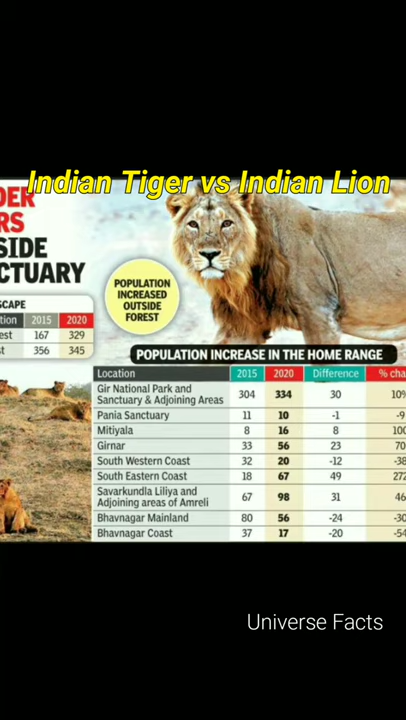 Indian Tiger vs Indian Lion
DER
RS
SIDE
CTUARY
POPULATION
INCREASED
OUTSIDE
FOREST
SCAPE
tion 2015 2020
est 167 329
t 356 345
POPULATION INCREASE IN THE HOME RANGE
Location 2015 2020 Difference % cha
Gir National Park and
Sanctuary & Adjoining Areas 304 334 30 10%
Pania Sanctuary 11 10 -1 -9
Mitiyala 8 16 8 100
Girnar 33 56 23 70
South Western Coast 32 20 -12 -38
South Eastern Coast 18 67 49 272
Savarkundla Liliya and
Adjoining areas of Amreli 67 98 31 46
Bhavnagar Mainland 80 56 -24 -30
Bhavnagar Coast 37 17 -20 -54
Universe Facts